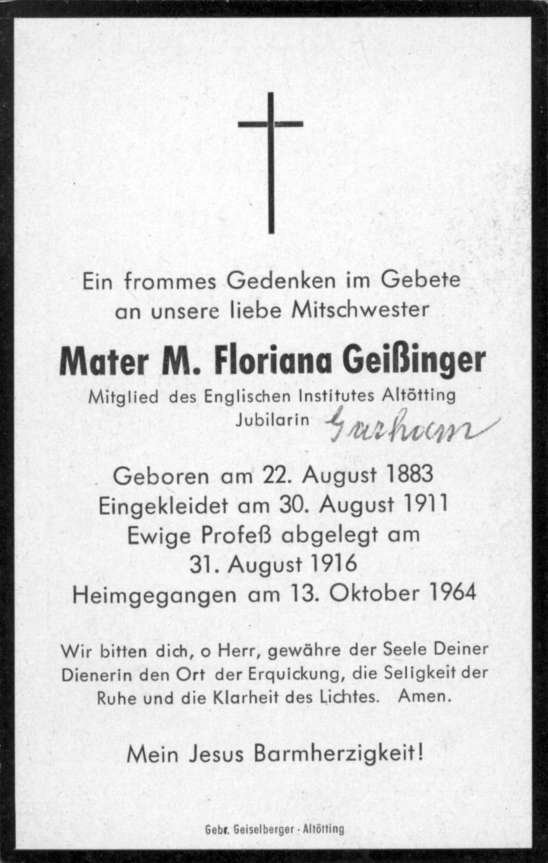 Ein frommes Gedenken im Gebete
an unsere liebe Mitschwester
Mater M. Floriana Geißinger
Mitglied des Englischen Institutes Altötting
Jubilarin Garham
Geboren am 22. August 1883
Eingekleidet am 30. August 1911
Ewige Profeß abgelegt am
31. August 1916
Heimgegangen am 13. Oktober 1964
Wir bitten dich, o Herr, gewähre der Seele Deiner
Dienerin den Ort der Erquickung, die Seligkeit der
Ruhe und die Klarheit des Lichtes. Amen.
Mein Jesus Barmherzigkeit!
Gebr. Geiselberger - Altötting